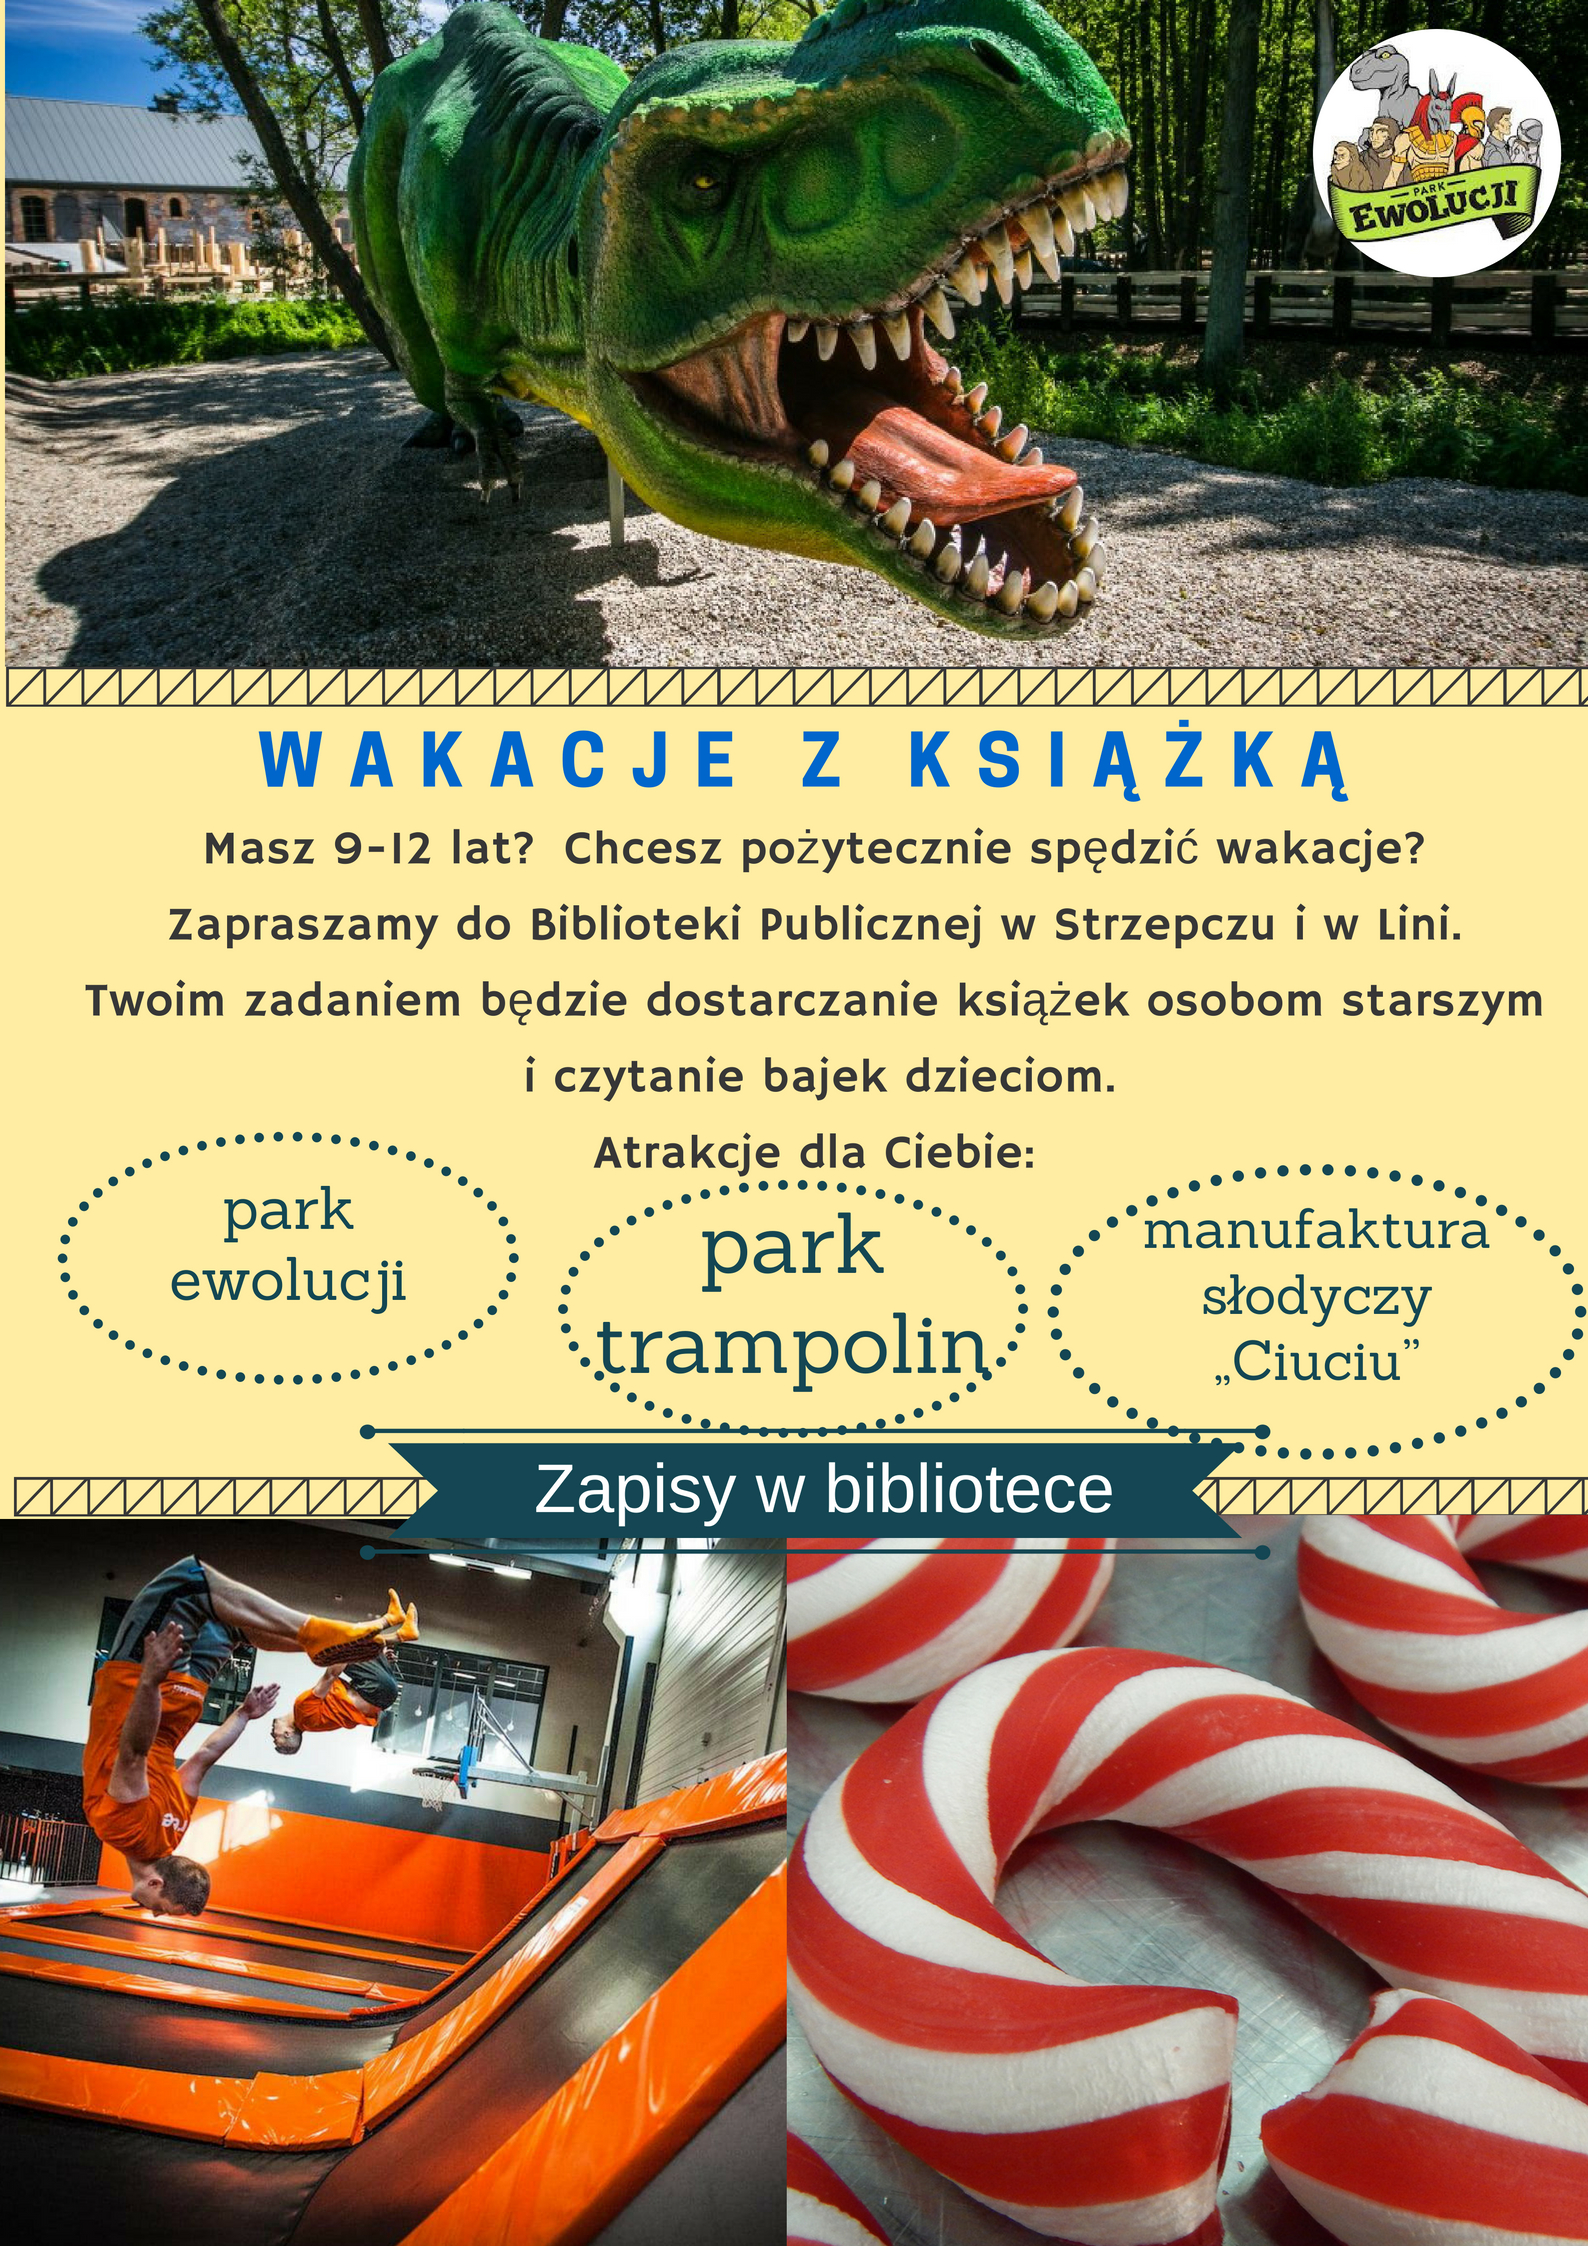 PARK
EWOLUCJI
WAKACJE Z KSIĄŻKĄ
Masz 9-12 lat? Chcesz pożytecznie spędzić wakacje?
Zapraszamy do Biblioteki Publicznej w Strzepczu i w Lini.
Twoim zadaniem będzie dostarczanie książek osobom starszym
i czytanie bajek dzieciom.
Atrakcje dla Ciebie:
park
ewolucji
park
trampolin
manufaktura
słodyczy
„Ciuciu”
Zapisy w bibliotece